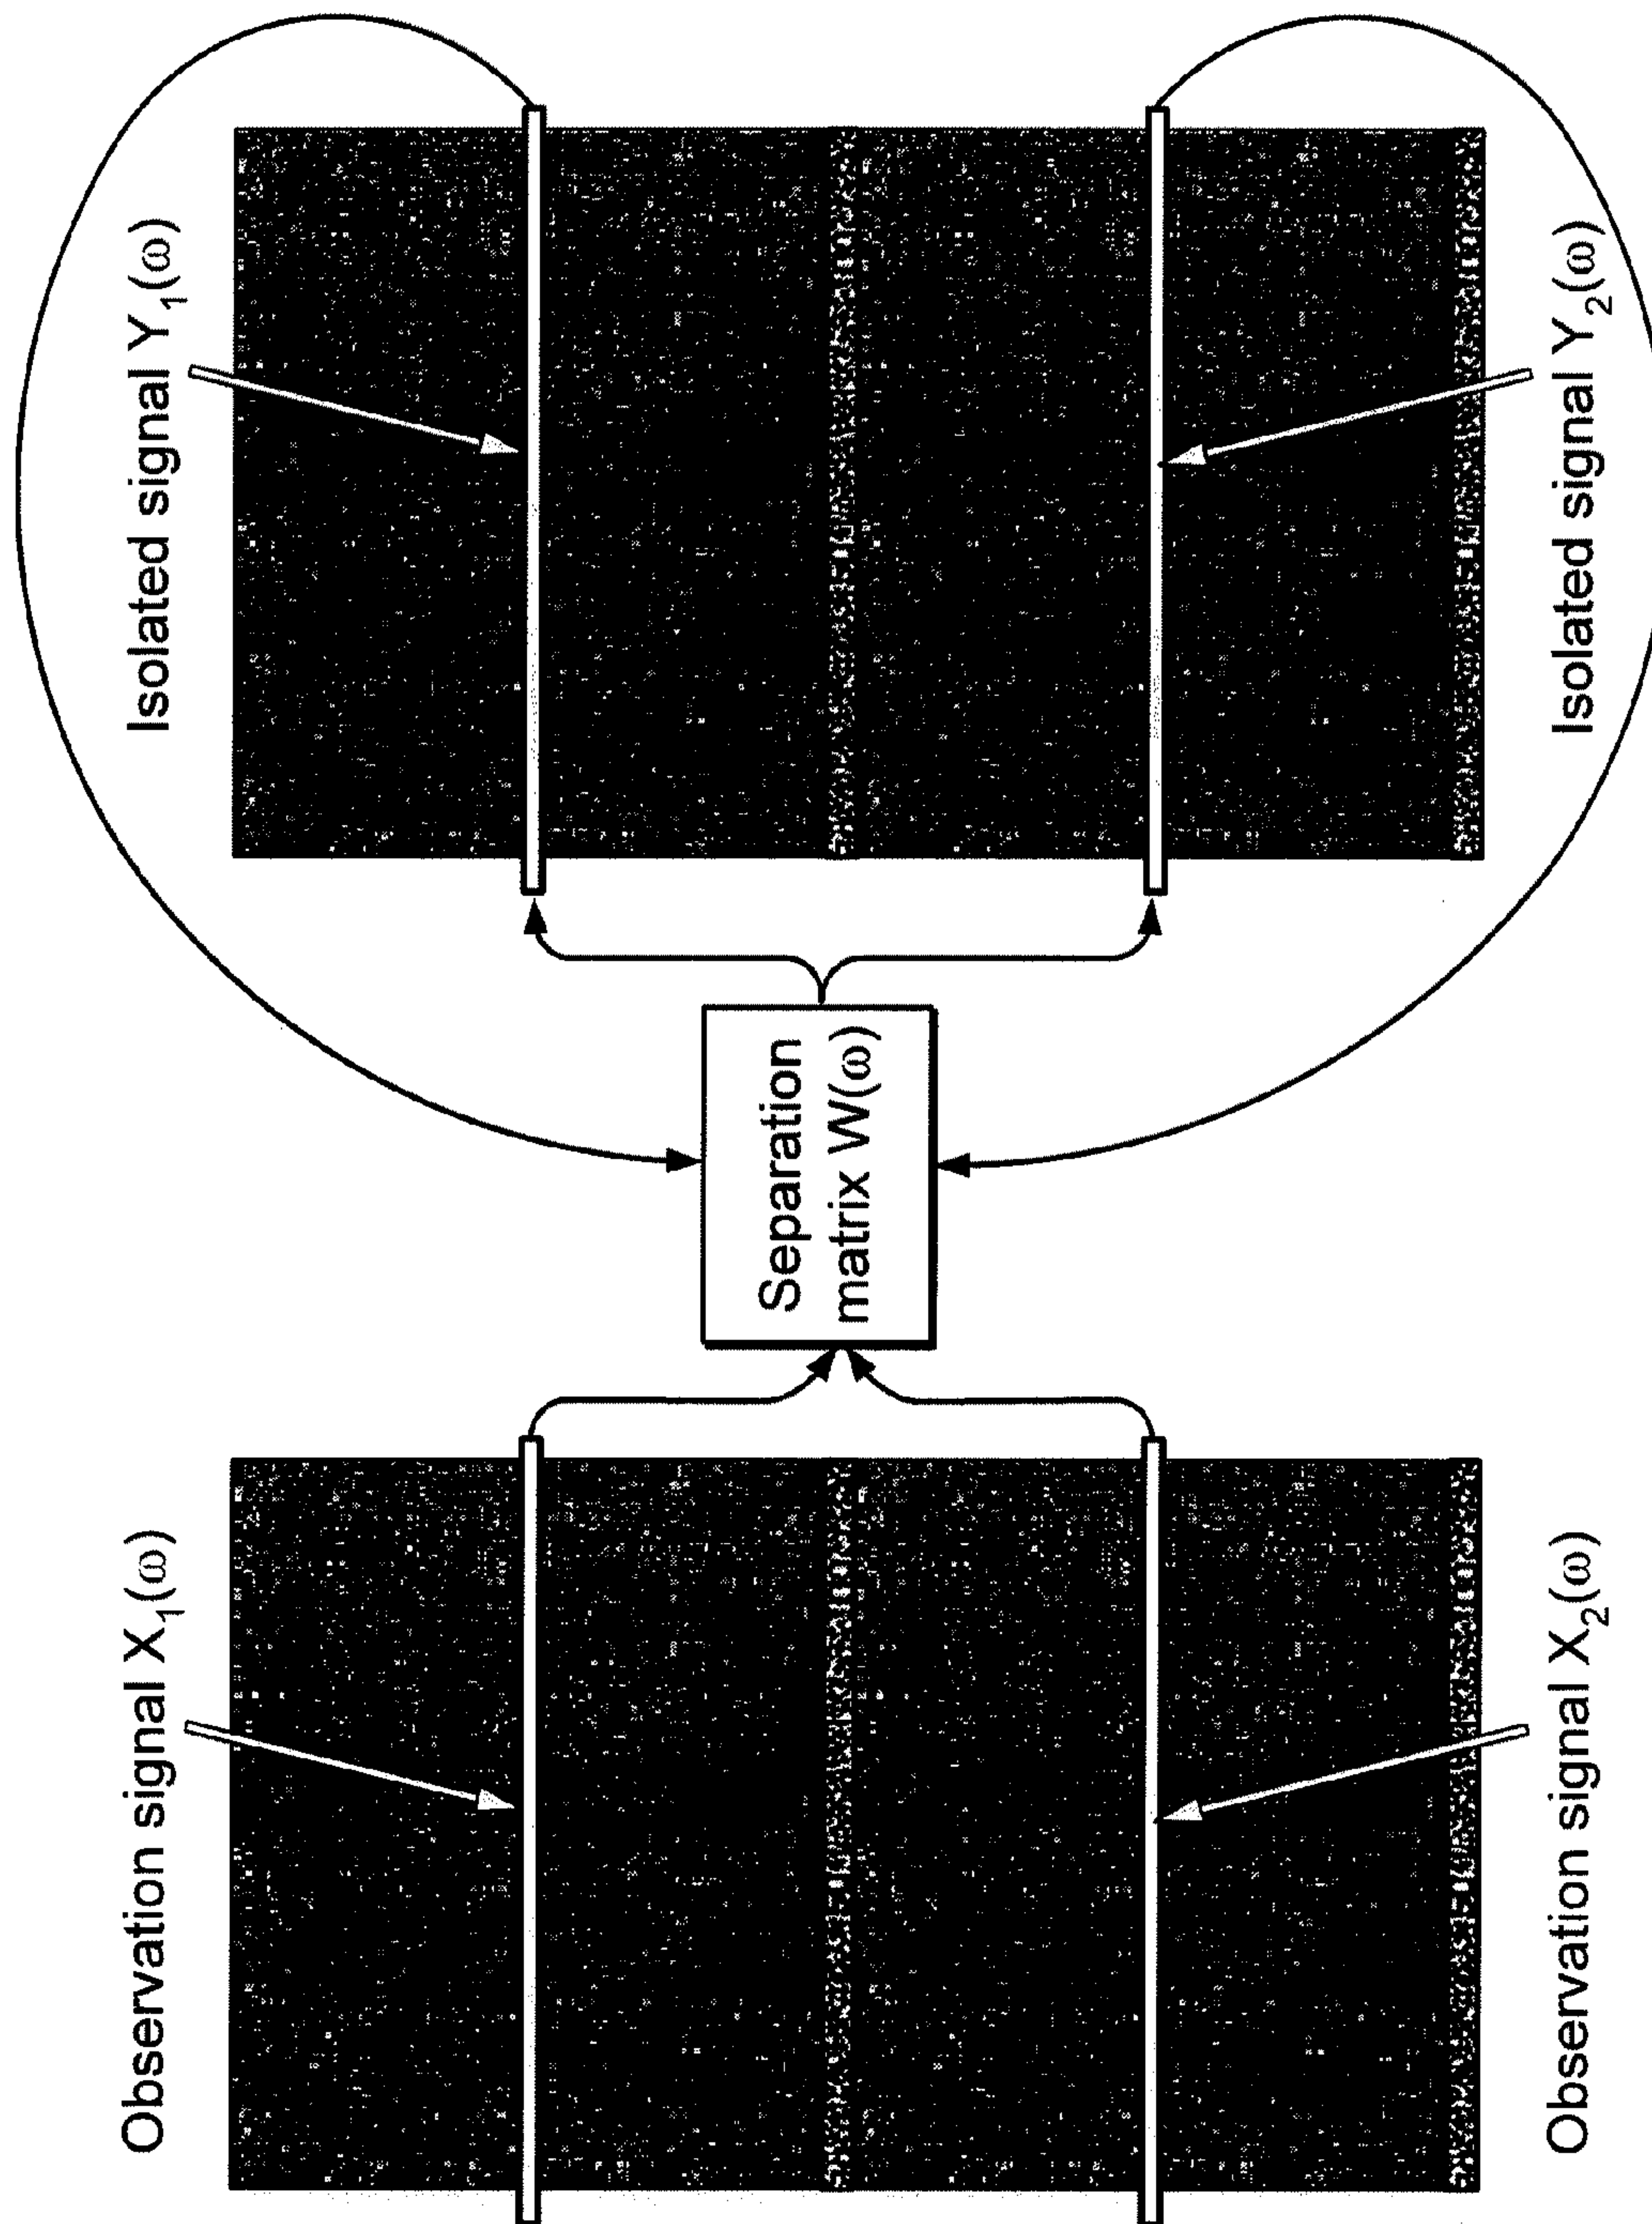 Observation signal X₁(ω)
Isolated signal Y₁(ω)
Separation
matrix W(ω)
Observation signal X₂(ω)
Isolated signal Y₂(ω)